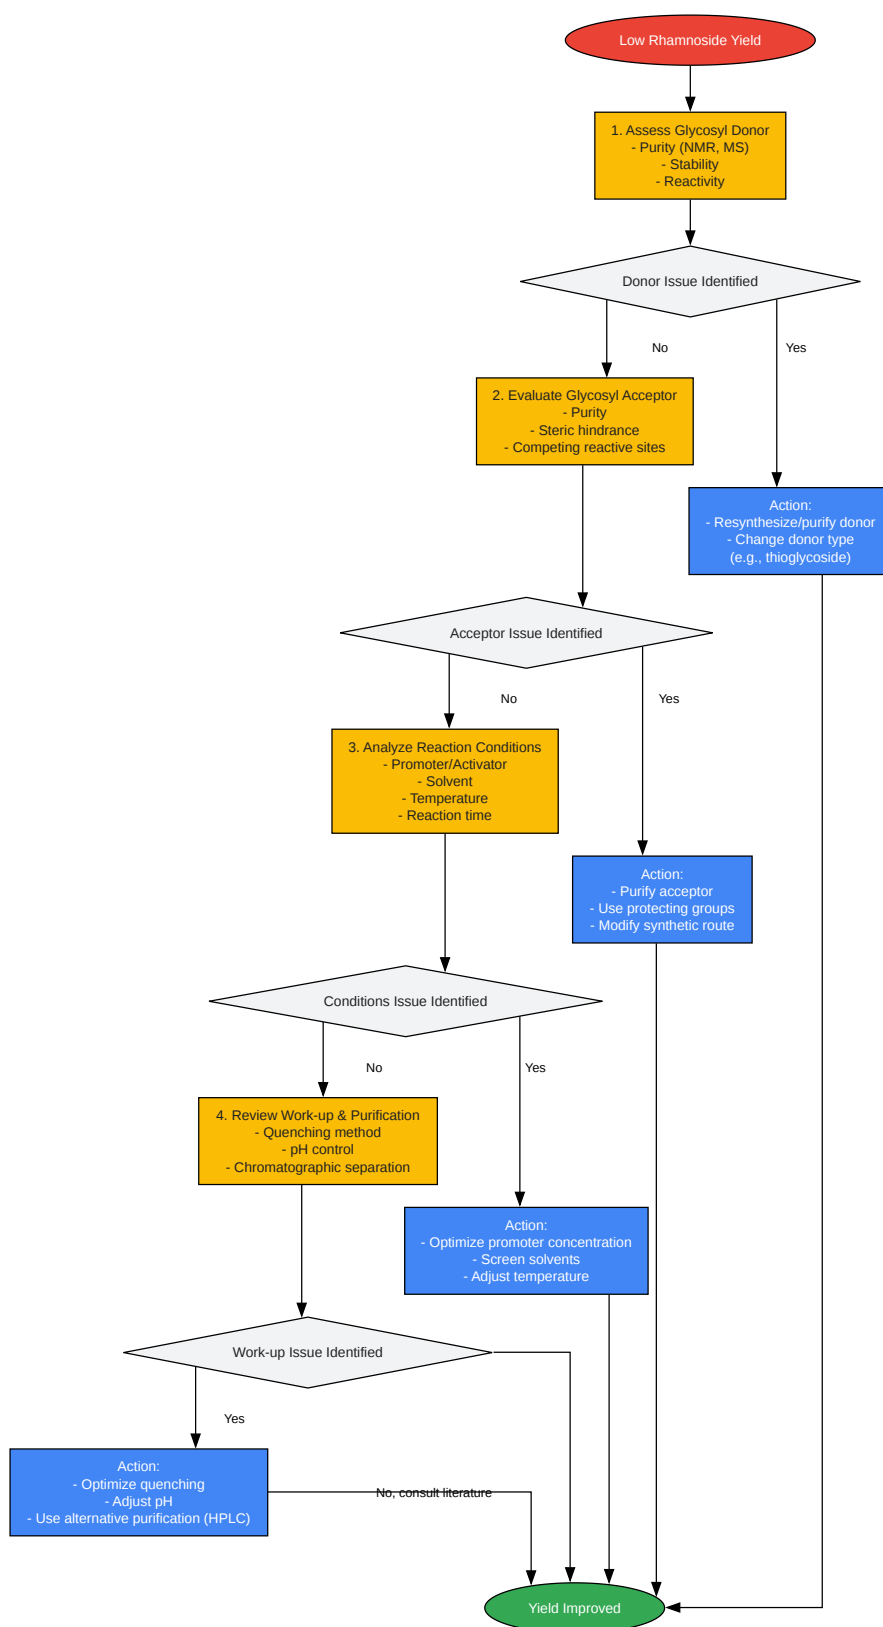 Low Rhamnoside Yield
1. Assess Glycosyl Donor
- Purity (NMR, MS)
- Stability
- Reactivity
Donor Issue Identified
No
Yes
2. Evaluate Glycosyl Acceptor
- Purity
- Steric hindrance
- Competing reactive sites
Action:
- Resynthesize/purify donor
- Change donor type
(e.g., thioglycoside)
Acceptor Issue Identified
No
Yes
3. Analyze Reaction Conditions
- Promoter/Activator
- Solvent
- Temperature
- Reaction time
Action:
- Purify acceptor
- Use protecting groups
- Modify synthetic route
Conditions Issue Identified
No
Yes
4. Review Work-up & Purification
- Quenching method
- pH control
- Chromatographic separation
Action:
- Optimize promoter concentration
- Screen solvents
- Adjust temperature
Work-up Issue Identified
Yes
Action:
- Optimize quenching
- Adjust pH
- Use alternative purification (HPLC)
No, consult literature
Yield Improved